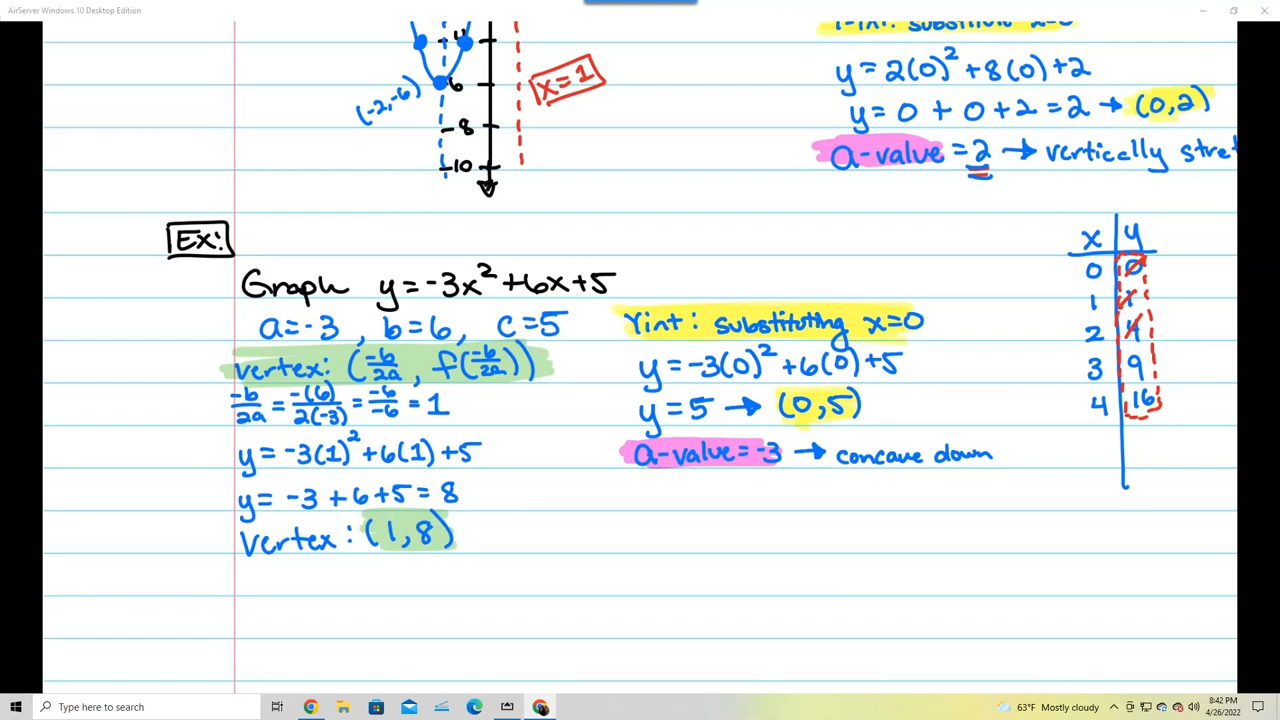 AirServer Windows 10 Desktop Edition
6
-8
-10
(-2,-6)
x=1
Y-int: substitute x=0
y=2(0)²+8(0)+2
y=0+0+2=2→(0,2)
a-value=2→vertically stret
Ex:
Graph y=-3x²+6x+5
a=-3, b=6, c=5
vertex: (-b/2a, f(-b/2a))
-b/2a=-(6)/2(-3)=-6/-6=1
y=-3(1)²+6(1)+5
y=-3+6+5=8
Vertex: (1,8)
Yint: substituting x=0
y=-3(0)²+6(0)+5
y=5→(0,5)
a-value=-3→concave down
x y
0 0
1 1
2 4
3 9
4 16
Type here to search
63°F Mostly cloudy
8:42 PM
4/26/2022